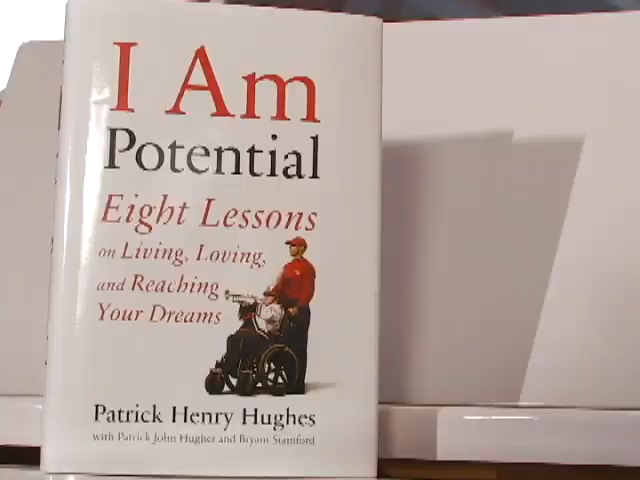 I Am
Potential
Eight Lessons
on Living, Loving,
and Reaching
Your Dreams
Patrick Henry Hughes
with Patrick John Hughes and Bryant Stamford